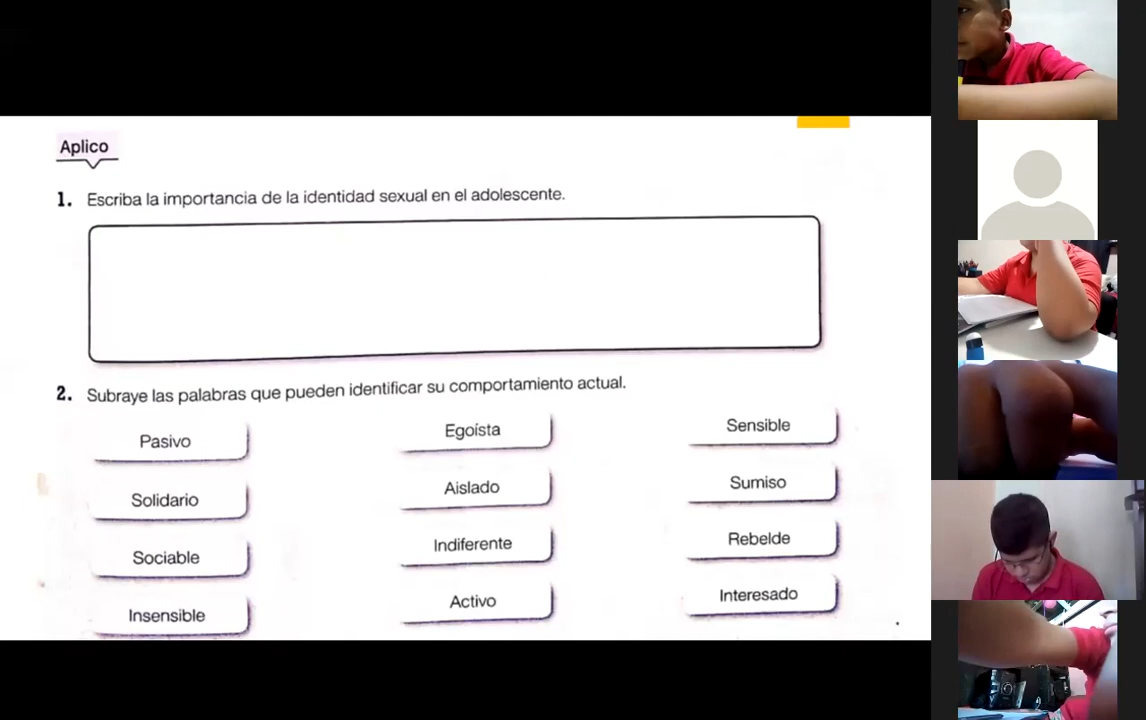 Aplico
1. Escriba la importancia de la identidad sexual en el adolescente.
2. Subraye las palabras que pueden identificar su comportamiento actual.
Pasivo Egoísta Sensible
Solidario Aislado Sumiso
Sociable Indiferente Rebelde
Insensible Activo Interesado